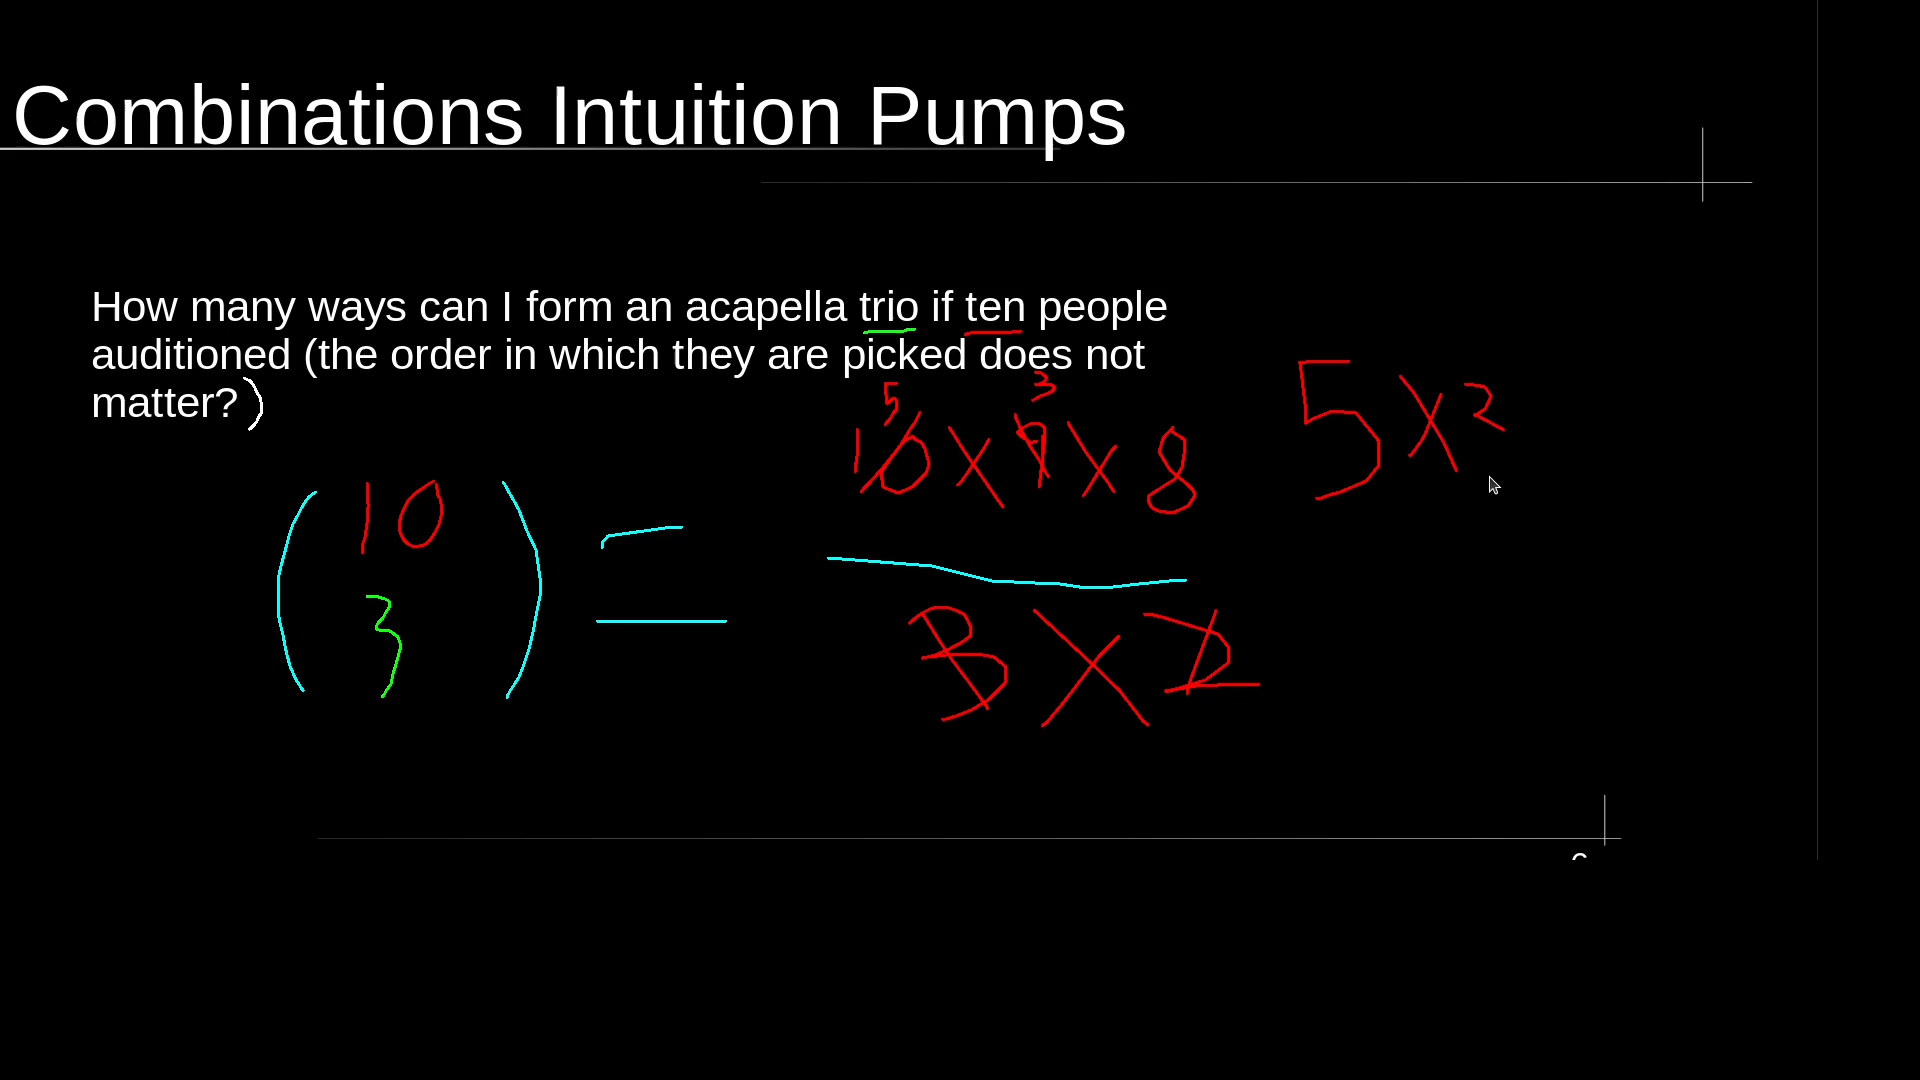 Combinations Intuition Pumps
How many ways can I form an acapella trio if ten people
auditioned (the order in which they are picked does not
matter?)
5 3
10 x 9 x 8
5 x 2
( 10
3 ) =
3 x 2